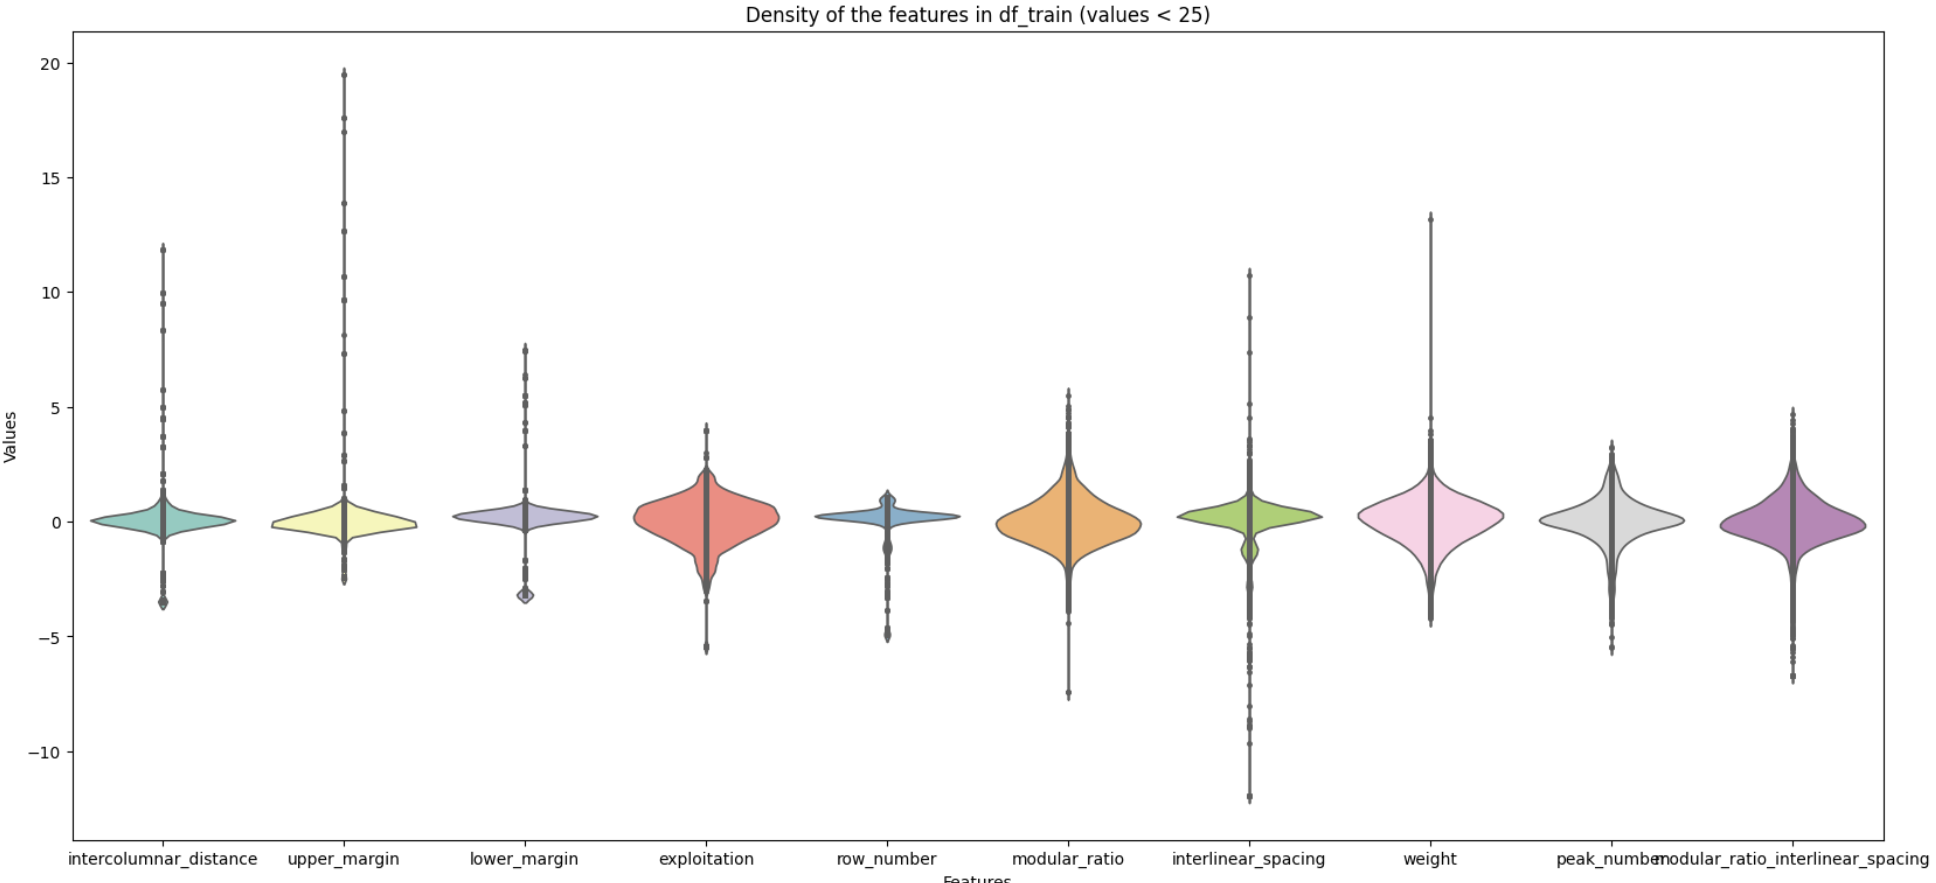 Density of the features in df_train (values < 25)
20
15
10
5
0
−5
−10
Values
intercolumnar_distance upper_margin lower_margin exploitation row_number modular_ratio interlinear_spacing weight peak_number modular_ratio_interlinear_spacing
Features